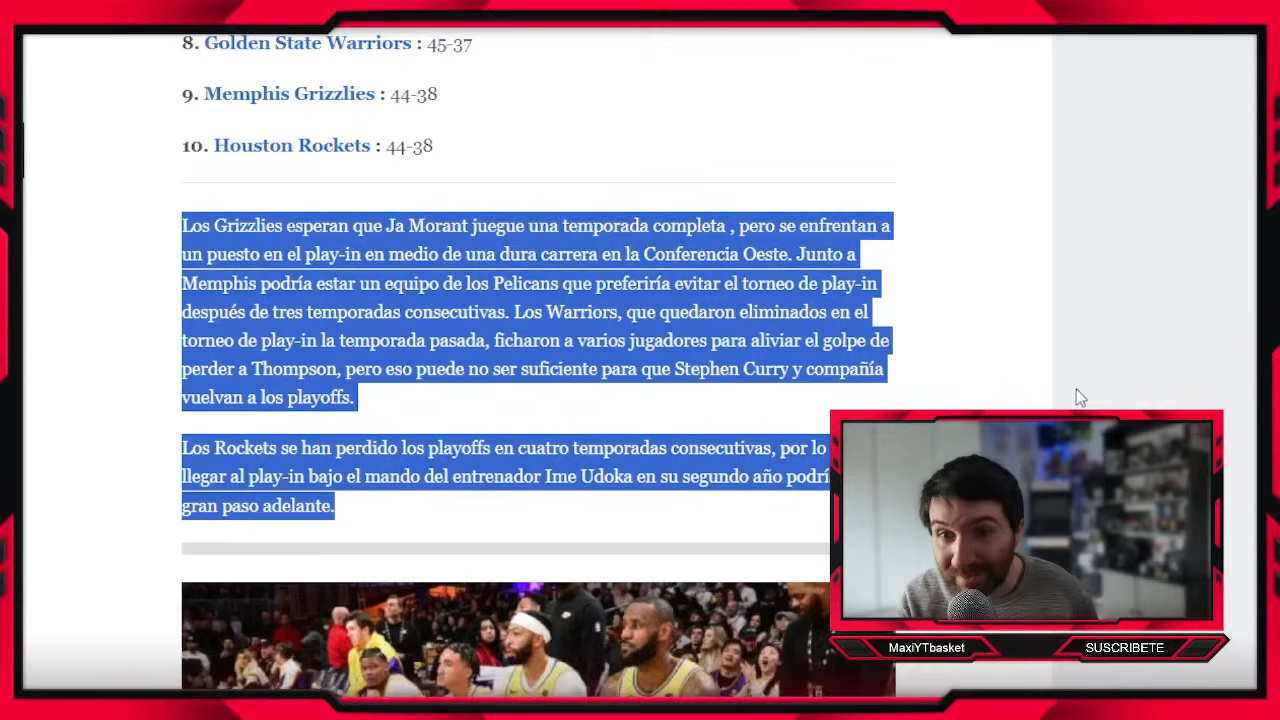 8. Golden State Warriors : 45-37
9. Memphis Grizzlies : 44-38
10. Houston Rockets : 44-38
Los Grizzlies esperan que Ja Morant juegue una temporada completa , pero se enfrentan a
un puesto en el play-in en medio de una dura carrera en la Conferencia Oeste. Junto a
Memphis podría estar un equipo de los Pelicans que preferiría evitar el torneo de play-in
después de tres temporadas consecutivas. Los Warriors, que quedaron eliminados en el
torneo de play-in la temporada pasada, ficharon a varios jugadores para aliviar el golpe de
perder a Thompson, pero eso puede no ser suficiente para que Stephen Curry y compañía
vuelvan a los playoffs.
Los Rockets se han perdido los playoffs en cuatro temporadas consecutivas, por lo
llegar al play-in bajo el mando del entrenador Ime Udoka en su segundo año
gran paso adelante.
MaxiYTbasket
SUSCRIBETE